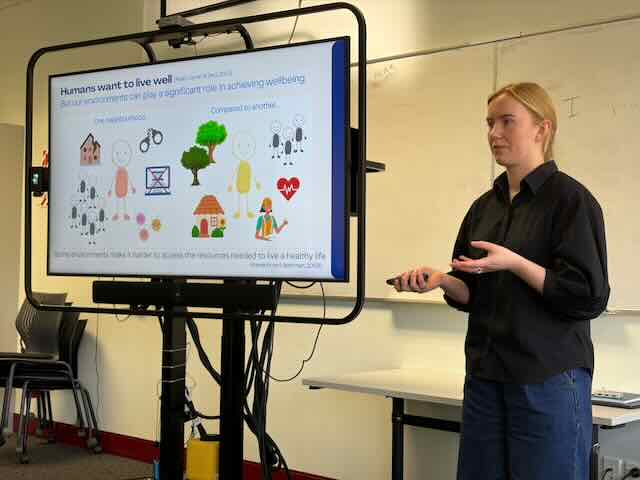 Humans want to live well
But our environments can play a significant role in achieving wellbeing
One neighbourhood...
Compared to another...
Some environments make it harder to access the resources needed to live a healthy life